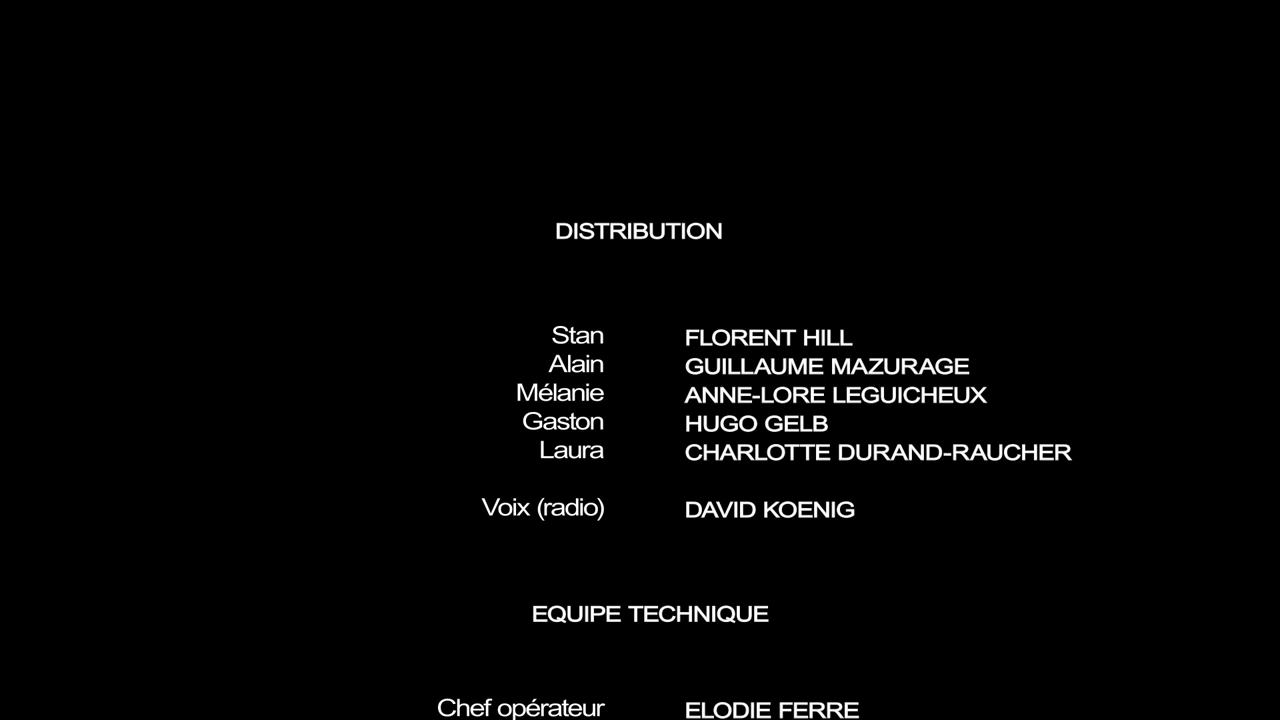 DISTRIBUTION
Stan FLORENT HILL
Alain GUILLAUME MAZURAGE
Mélanie ANNE-LORE LEGUICHEUX
Gaston HUGO GELB
Laura CHARLOTTE DURAND-RAUCHER
Voix (radio) DAVID KOENIG
EQUIPE TECHNIQUE
Chef opérateur ELODIE FERRE